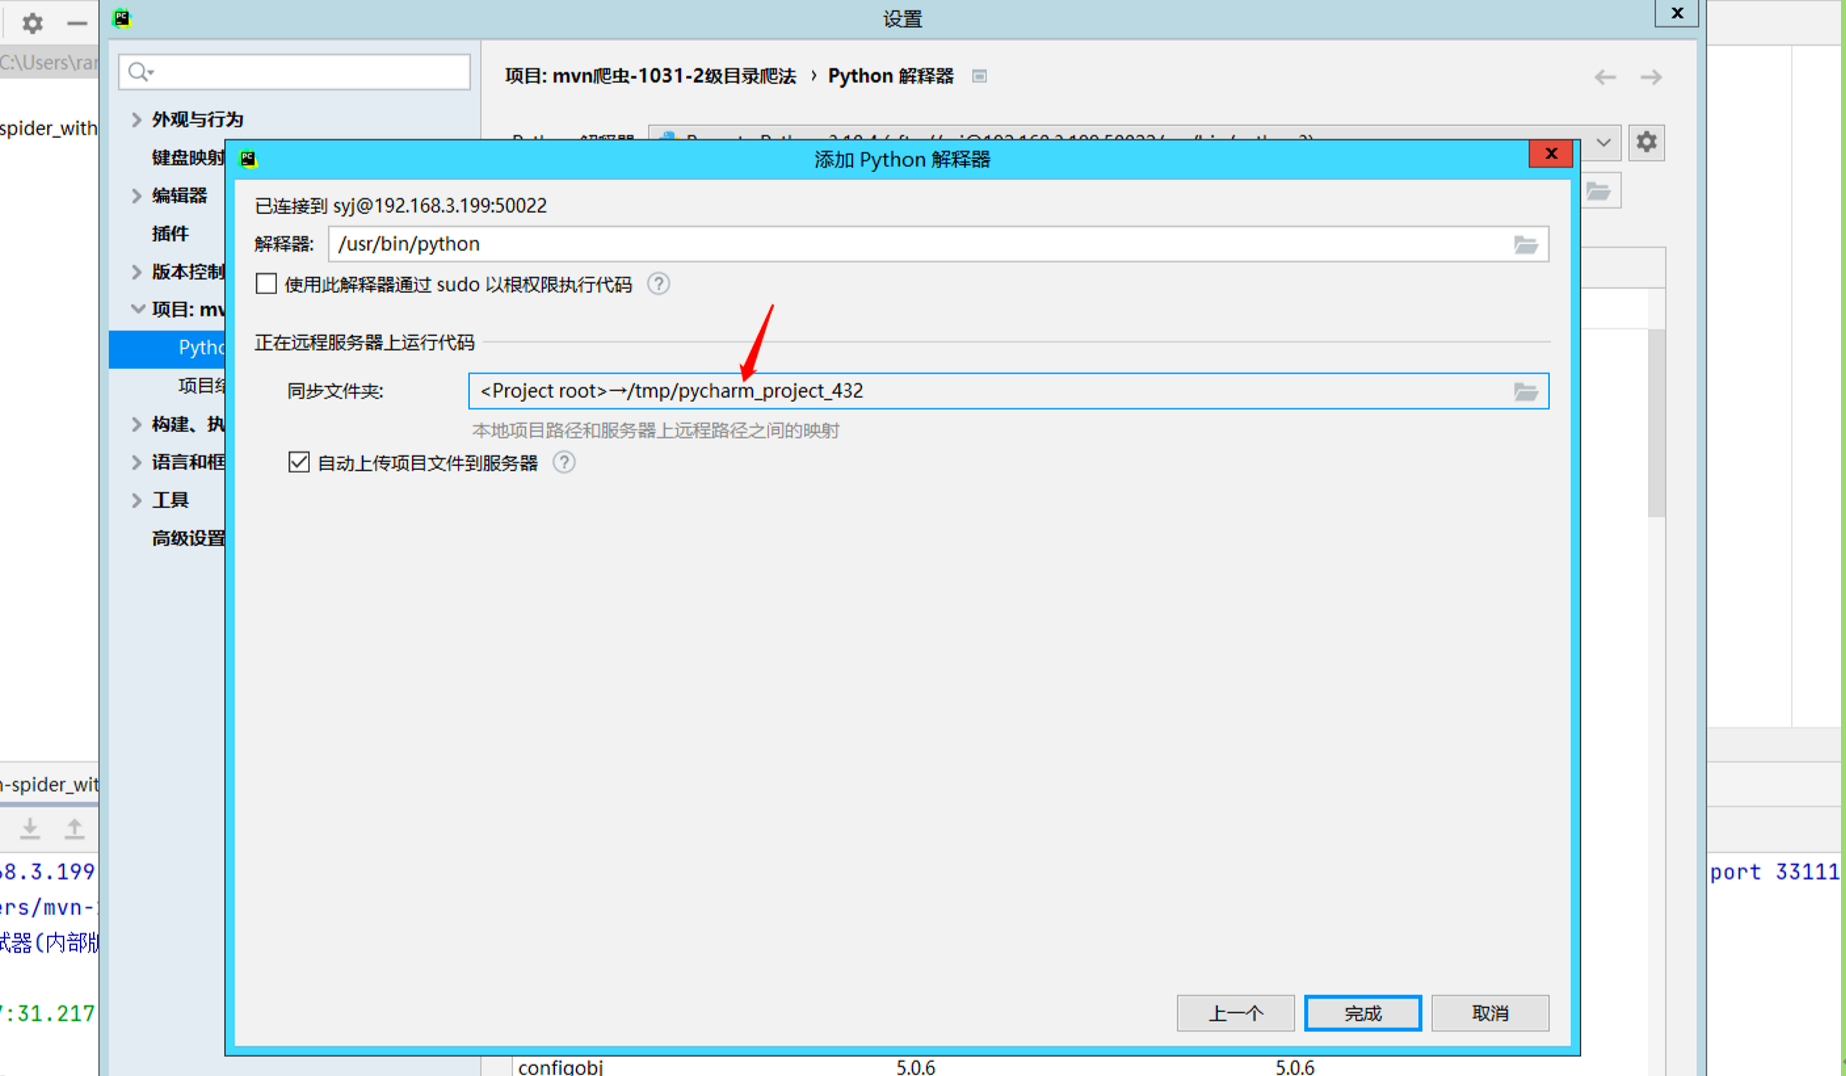 设置
C:\Users\rar
项目: mvn爬虫-1031-2级目录爬法 › Python 解释器
spider_with
外观与行为
键盘映射
编辑器
插件
版本控制
项目: mv
Pytho
项目结
构建、执
语言和框
工具
高级设置
添加 Python 解释器
已连接到 syj@192.168.3.199:50022
解释器: /usr/bin/python
使用此解释器通过 sudo 以根权限执行代码
正在远程服务器上运行代码
同步文件夹: <Project root>→/tmp/pycharm_project_432
本地项目路径和服务器上远程路径之间的映射
自动上传项目文件到服务器
上一个 完成 取消
-spider_wit
68.3.199
port 33111
ers/mvn-
试器(内部版
:31.217
configobj 5.0.6 5.0.6